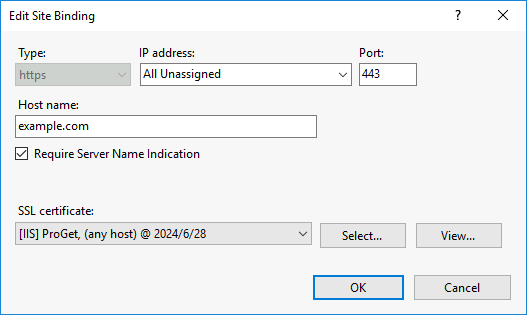 Edit Site Binding
?
Type:
IP address:
Port:
https
All Unassigned
443
Host name:
example.com
Require Server Name Indication
SSL certificate:
[IIS] ProGet, (any host) @ 2024/6/28
Select...
View...
OK
Cancel